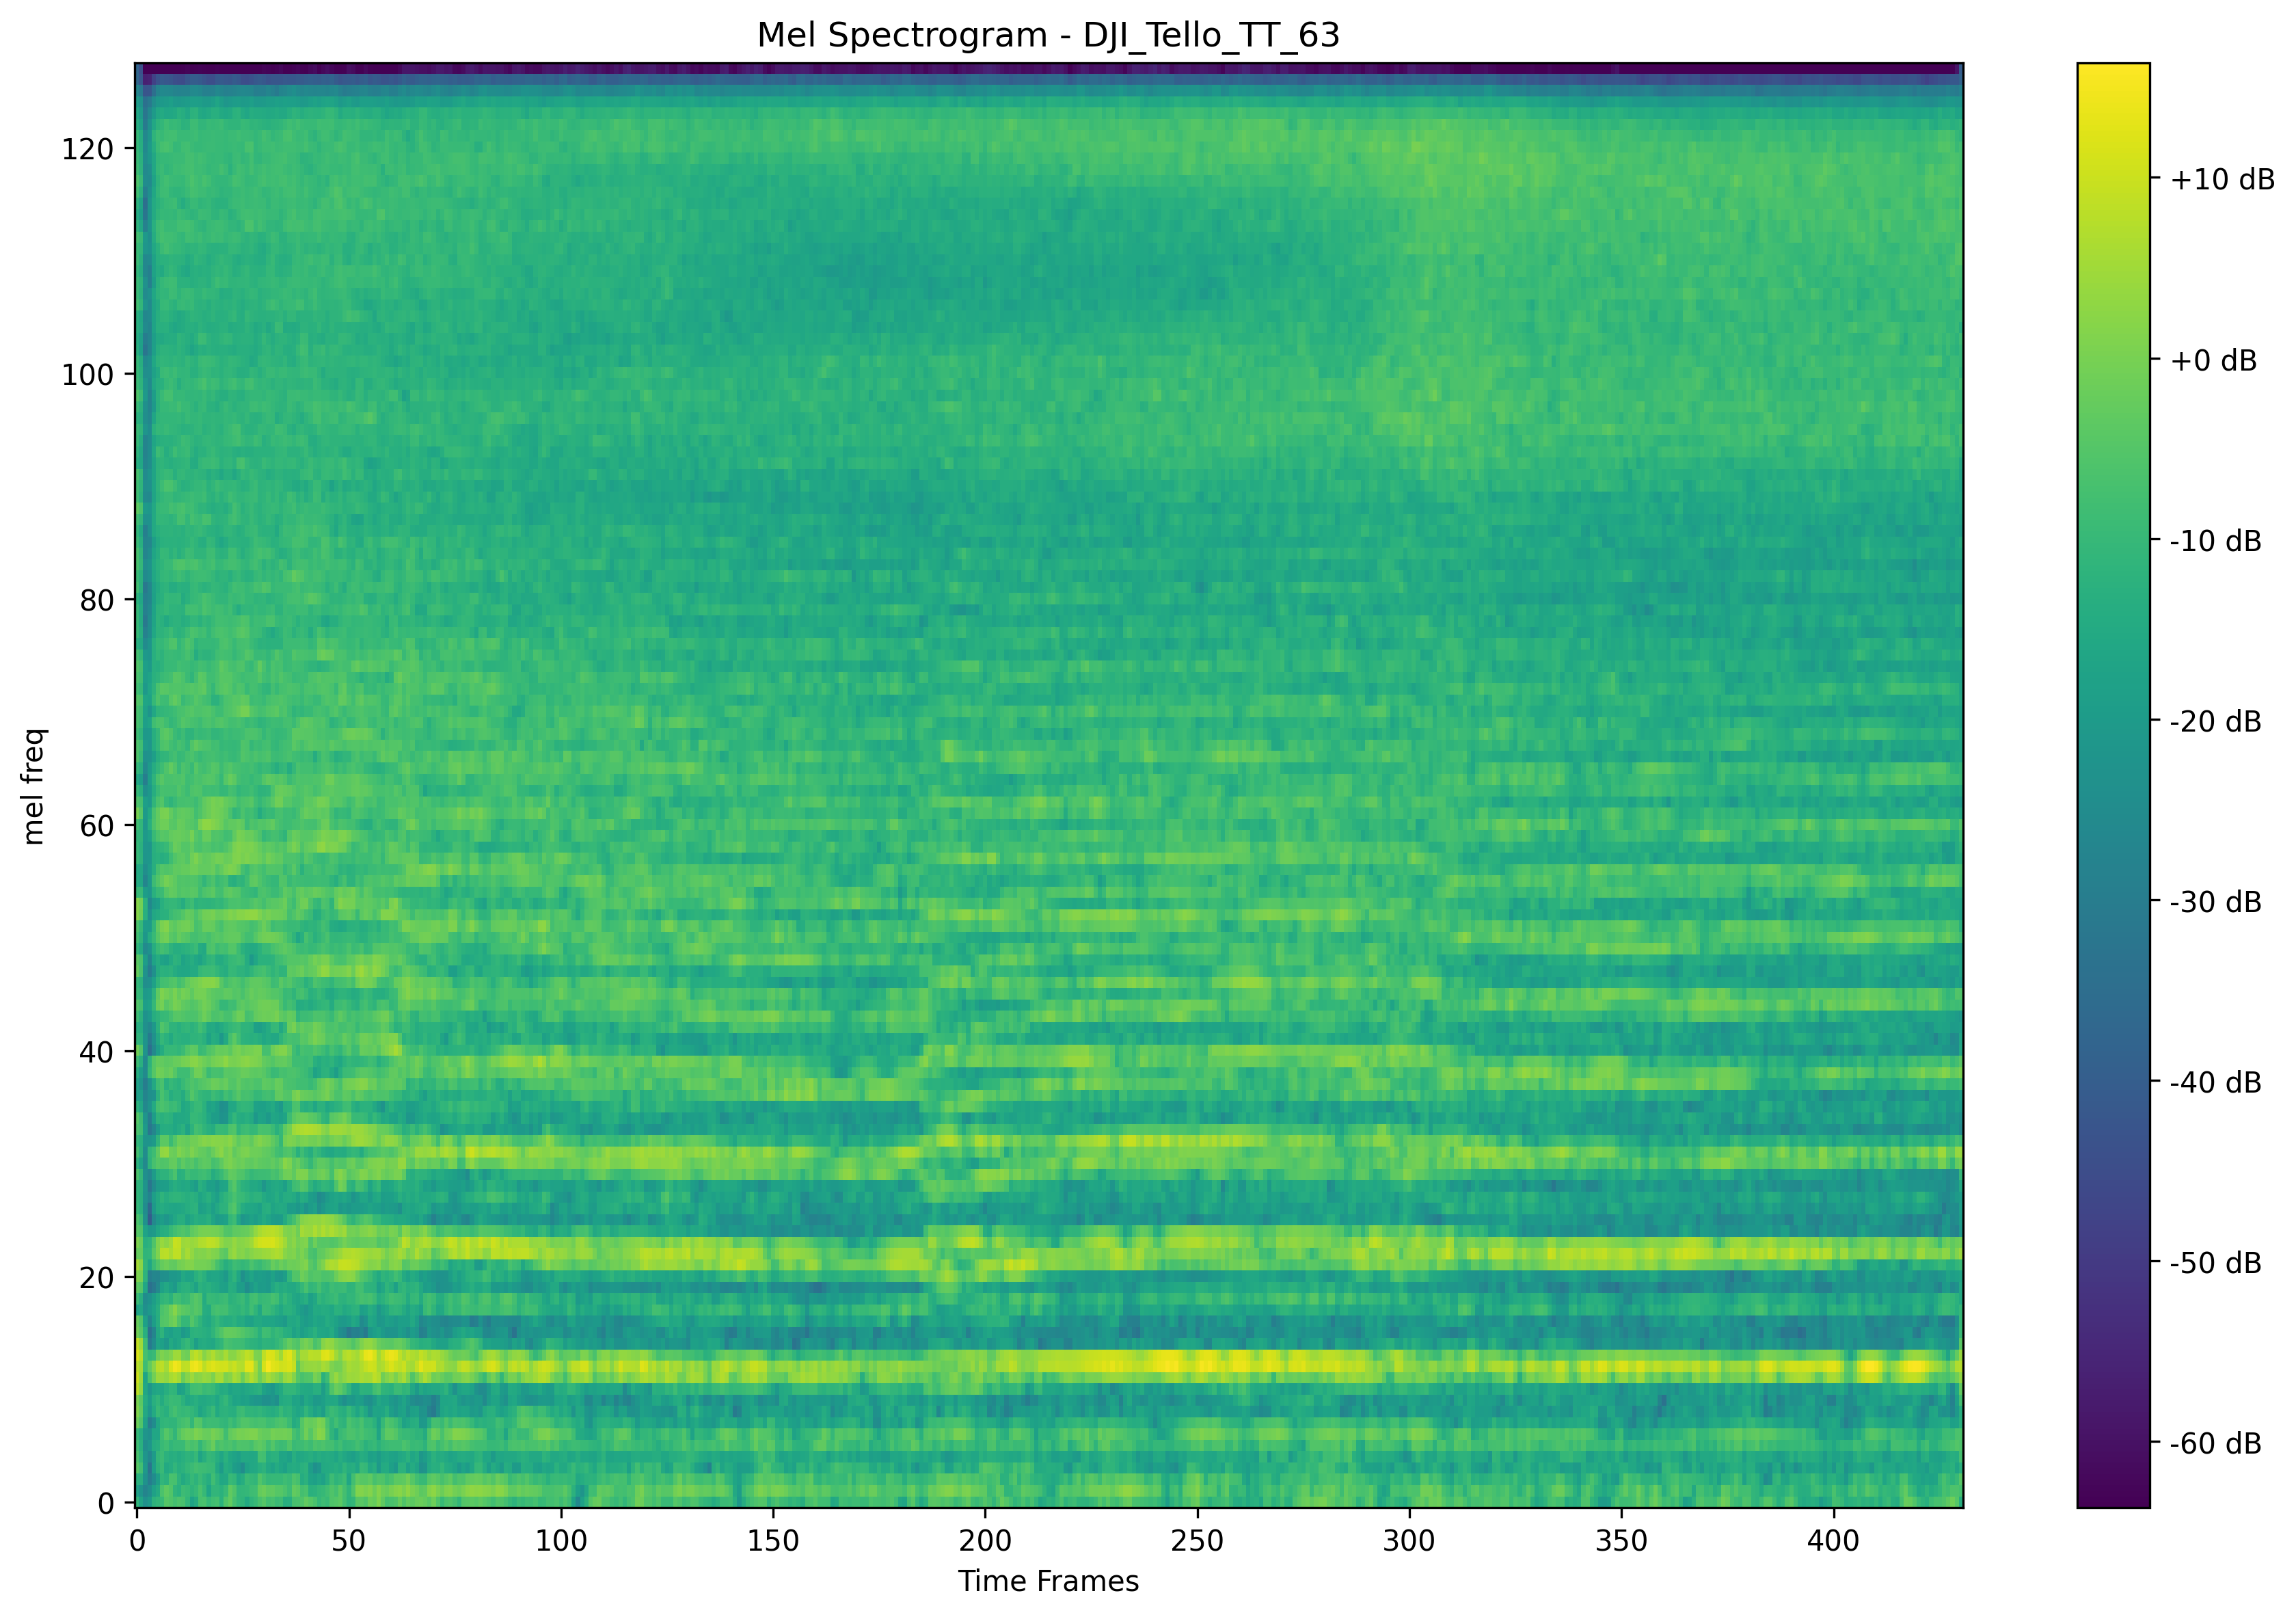 Mel Spectrogram - DJI_Tello_TT_63
mel freq
120
100
80
60
40
20
0
0 50 100 150 200 250 300 350 400
Time Frames
+10 dB
+0 dB
-10 dB
-20 dB
-30 dB
-40 dB
-50 dB
-60 dB